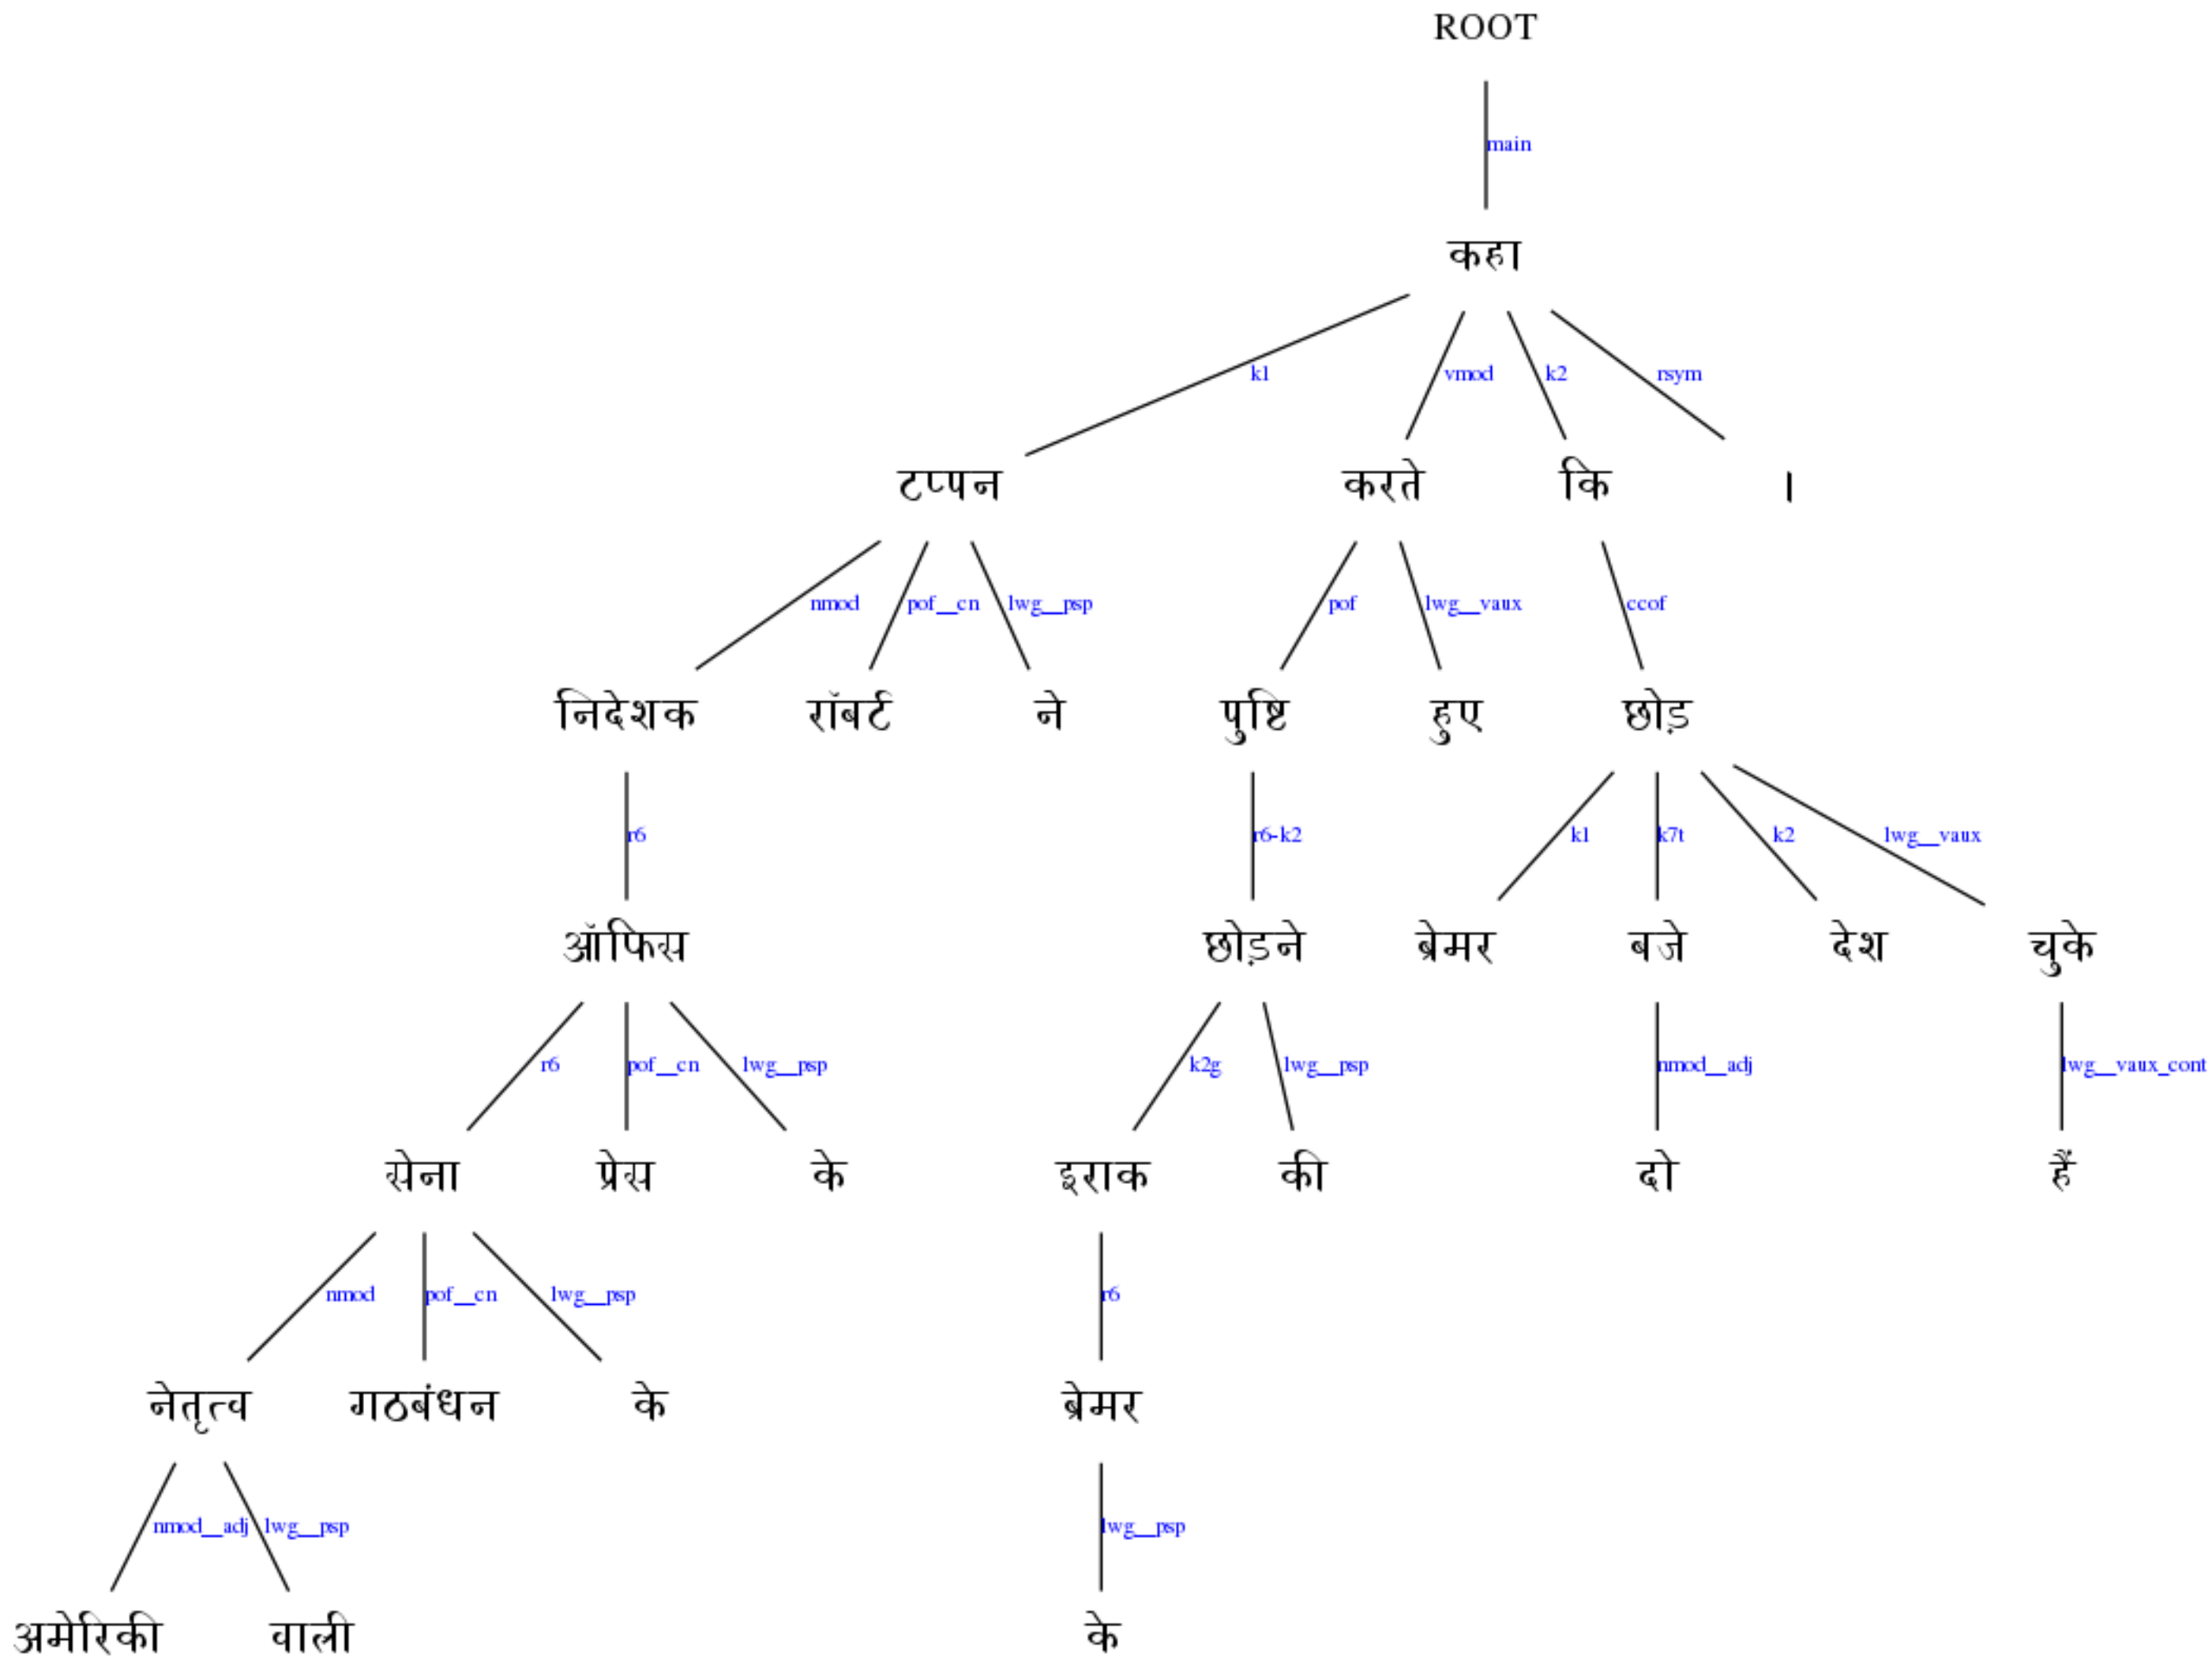 ROOT
main
कहा
k1 vmod k2 rsym
टप्पन करते कि ।
nmod pof__cn lwg__psp pof lwg__vaux ccof
निदेशक रॉबर्ट ने पुष्टि हुए छोड़
r6 r6-k2 k1 k7t k2 lwg__vaux
ऑफिस छोड़ने ब्रेमर बजे देश चुके
r6 pof__cn lwg__psp k2g lwg__psp nmod__adj lwg__vaux_cont
सेना प्रेस के इराक की दो हैं
nmod pof__cn lwg__psp r6
नेतृत्व गठबंधन के ब्रेमर
nmod__adj lwg__psp lwg__psp
अमेरिकी वाली के